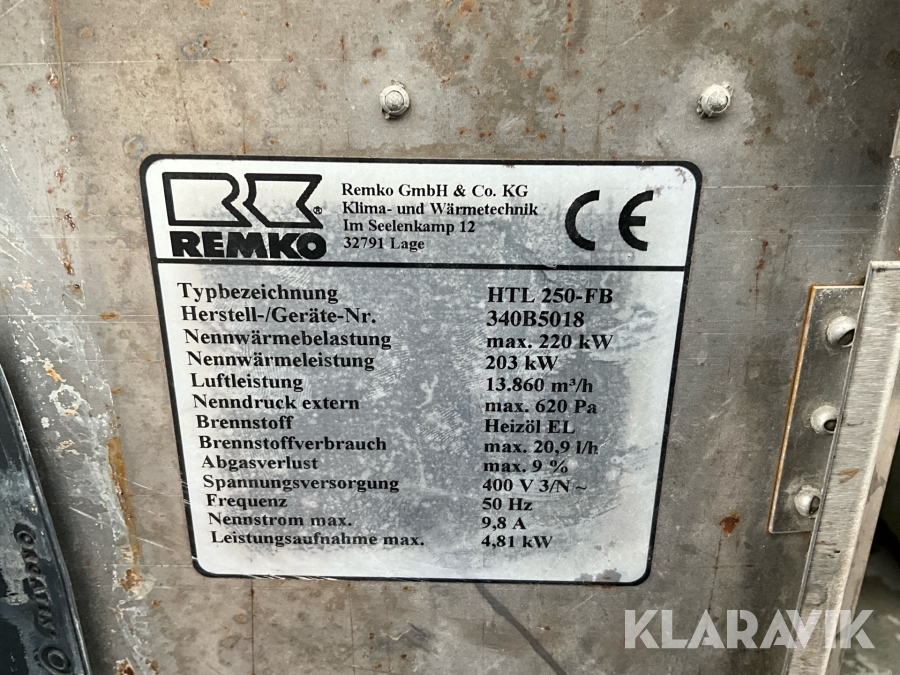 REMKO
Remko GmbH & Co. KG
Klima- und Wärmetechnik
Im Seelenkamp 12
32791 Lage
CE
Typbezeichnung HTL 250-FB
Herstell-/Geräte-Nr. 340B5018
Nennwärmebelastung max. 220 kW
Nennwärmeleistung 203 kW
Luftleistung 13.860 m³/h
Nenndruck extern max. 620 Pa
Brennstoff Heizöl EL
Brennstoffverbrauch max. 20,9 l/h
Abgasverlust max. 9 %
Spannungsversorgung 400 V 3/N ~
Frequenz 50 Hz
Nennstrom max. 9,8 A
Leistungsaufnahme max. 4,81 kW
KLARAVIK